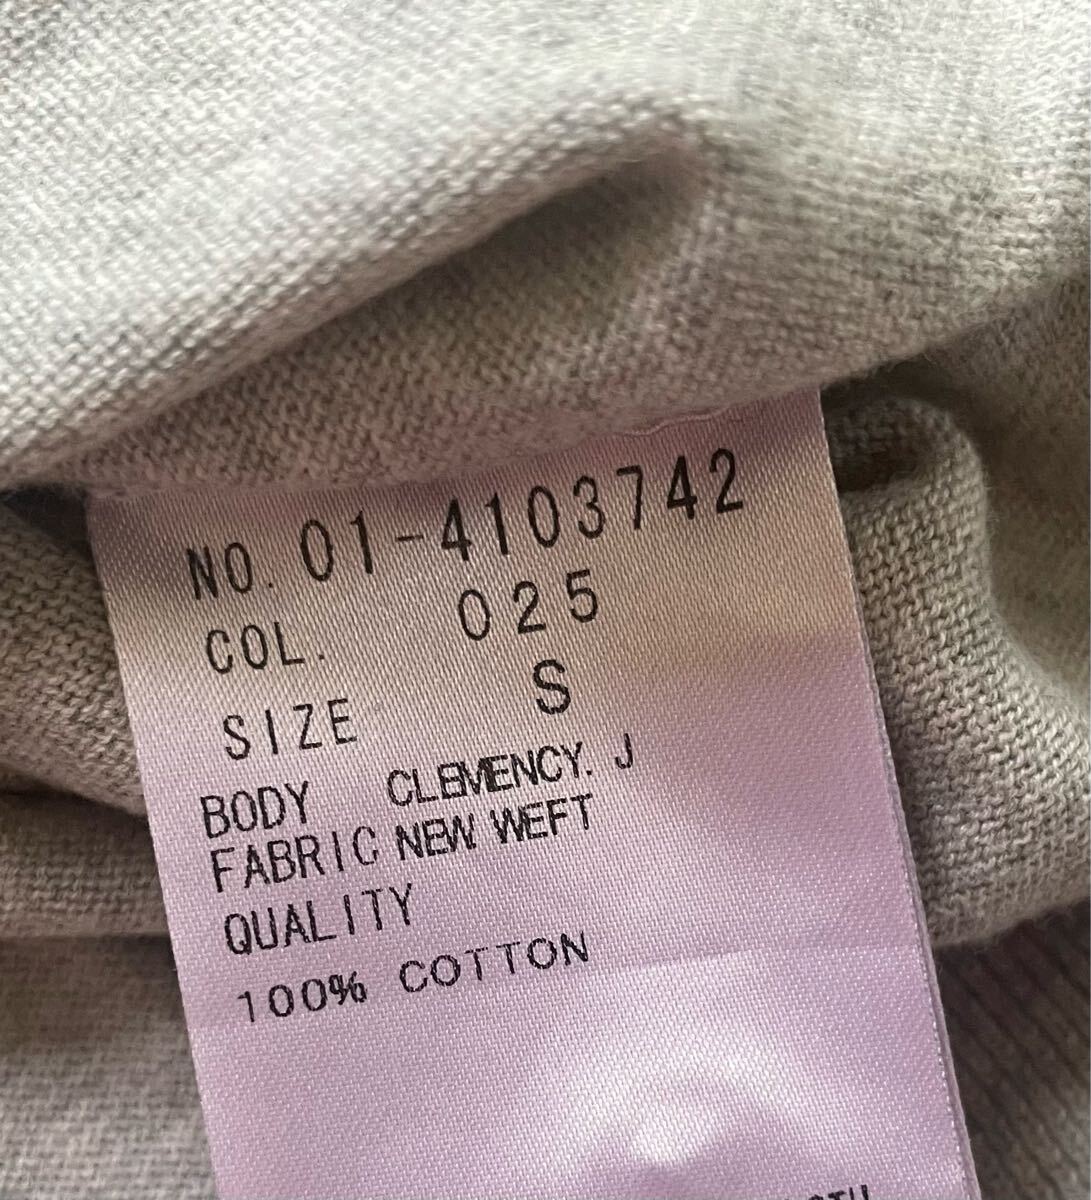 NO. 01-4103742
COL. 025
SIZE S
BODY CLEMENCY. J
FABRIC NEW WEFT
QUALITY
100% COTTON